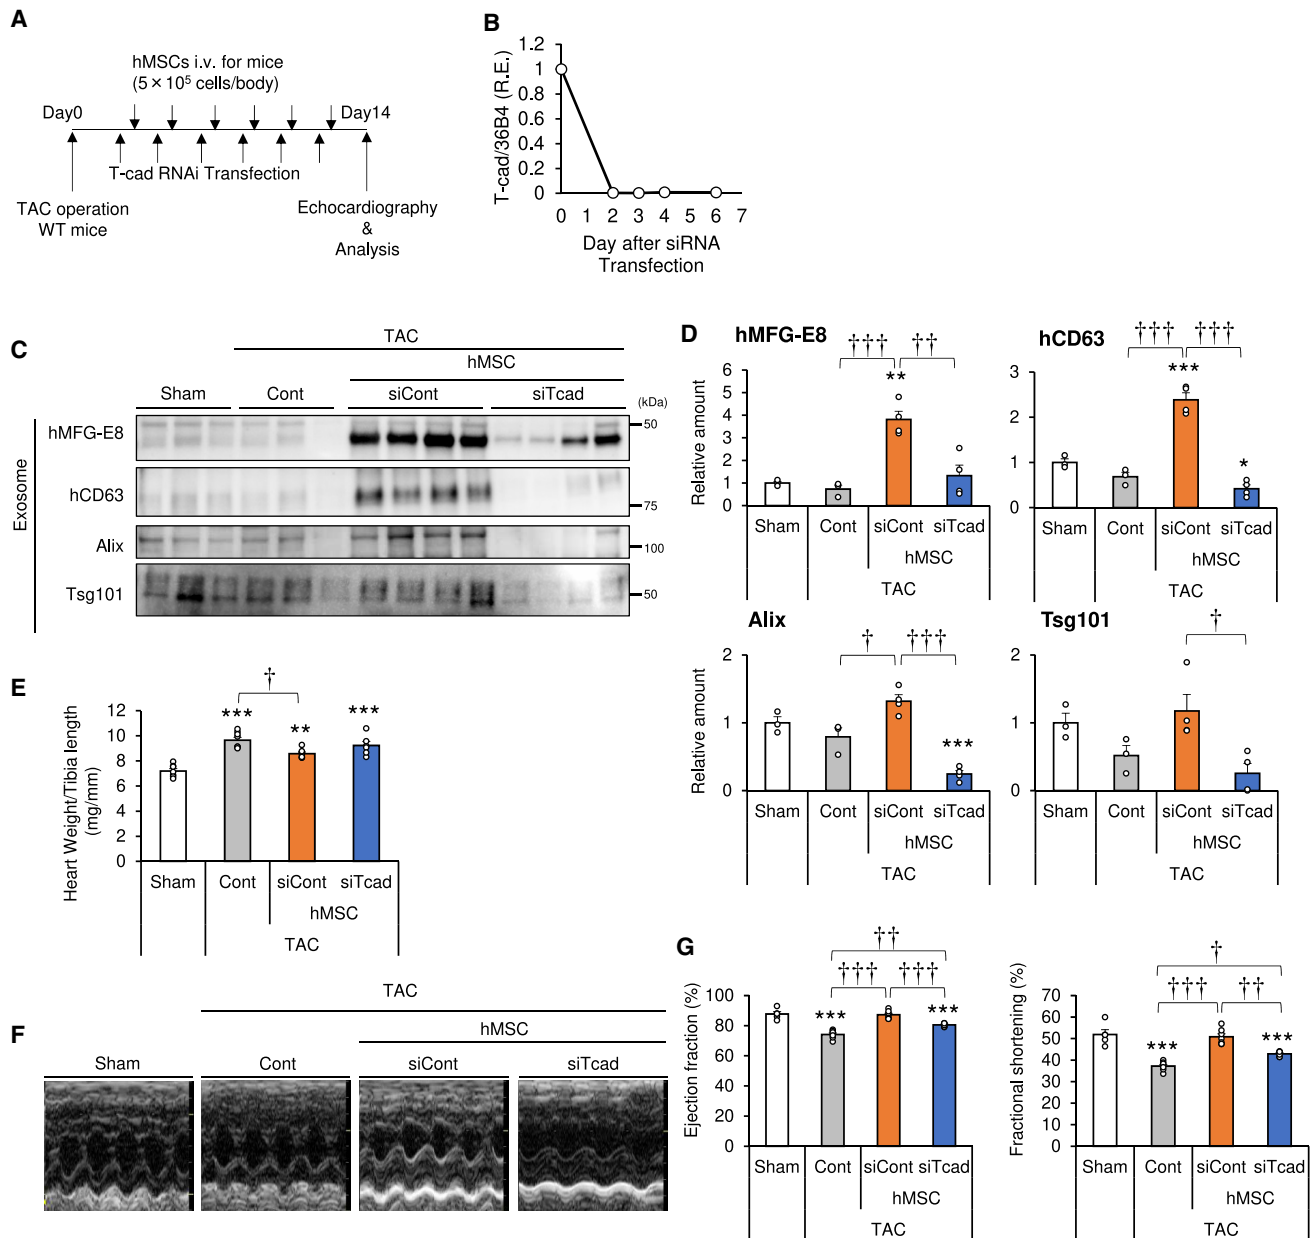 A
hMSCs i.v. for mice
(5×10⁵ cells/body)
Day0
Day14
T-cad RNAi Transfection
TAC operation
WT mice
Echocardiography
&
Analysis
B
T-cad/36B4 (R.E.)
1.2
1
0.8
0.6
0.4
0.2
0
0 1 2 3 4 5 6 7
Day after siRNA
Transfection
C
TAC
hMSC
Sham Cont siCont siTcad
(kDa)
Exosome
hMFG-E8
50
hCD63
75
Alix
100
Tsg101
50
D
hMFG-E8
††† ††
**
Relative amount
6
5
4
3
2
1
0
Sham Cont siCont siTcad
hMSC
TAC
hCD63
††† †††
***
*
3
2
1
0
Sham Cont siCont siTcad
hMSC
TAC
Alix
† †††
***
Relative amount
2
1
0
Sham Cont siCont siTcad
hMSC
TAC
Tsg101
†
2
1
0
Sham Cont siCont siTcad
hMSC
TAC
E
†
*** ** ***
Heart Weight/Tibia length
(mg/mm)
12
10
8
6
4
2
0
Sham Cont siCont siTcad
hMSC
TAC
F
TAC
hMSC
Sham Cont siCont siTcad
G
††
††† †††
*** ***
Ejection fraction (%)
100
80
60
40
20
0
Sham Cont siCont siTcad
hMSC
TAC
†
††† ††
*** ***
Fractional shortening (%)
70
60
50
40
30
20
10
0
Sham Cont siCont siTcad
hMSC
TAC